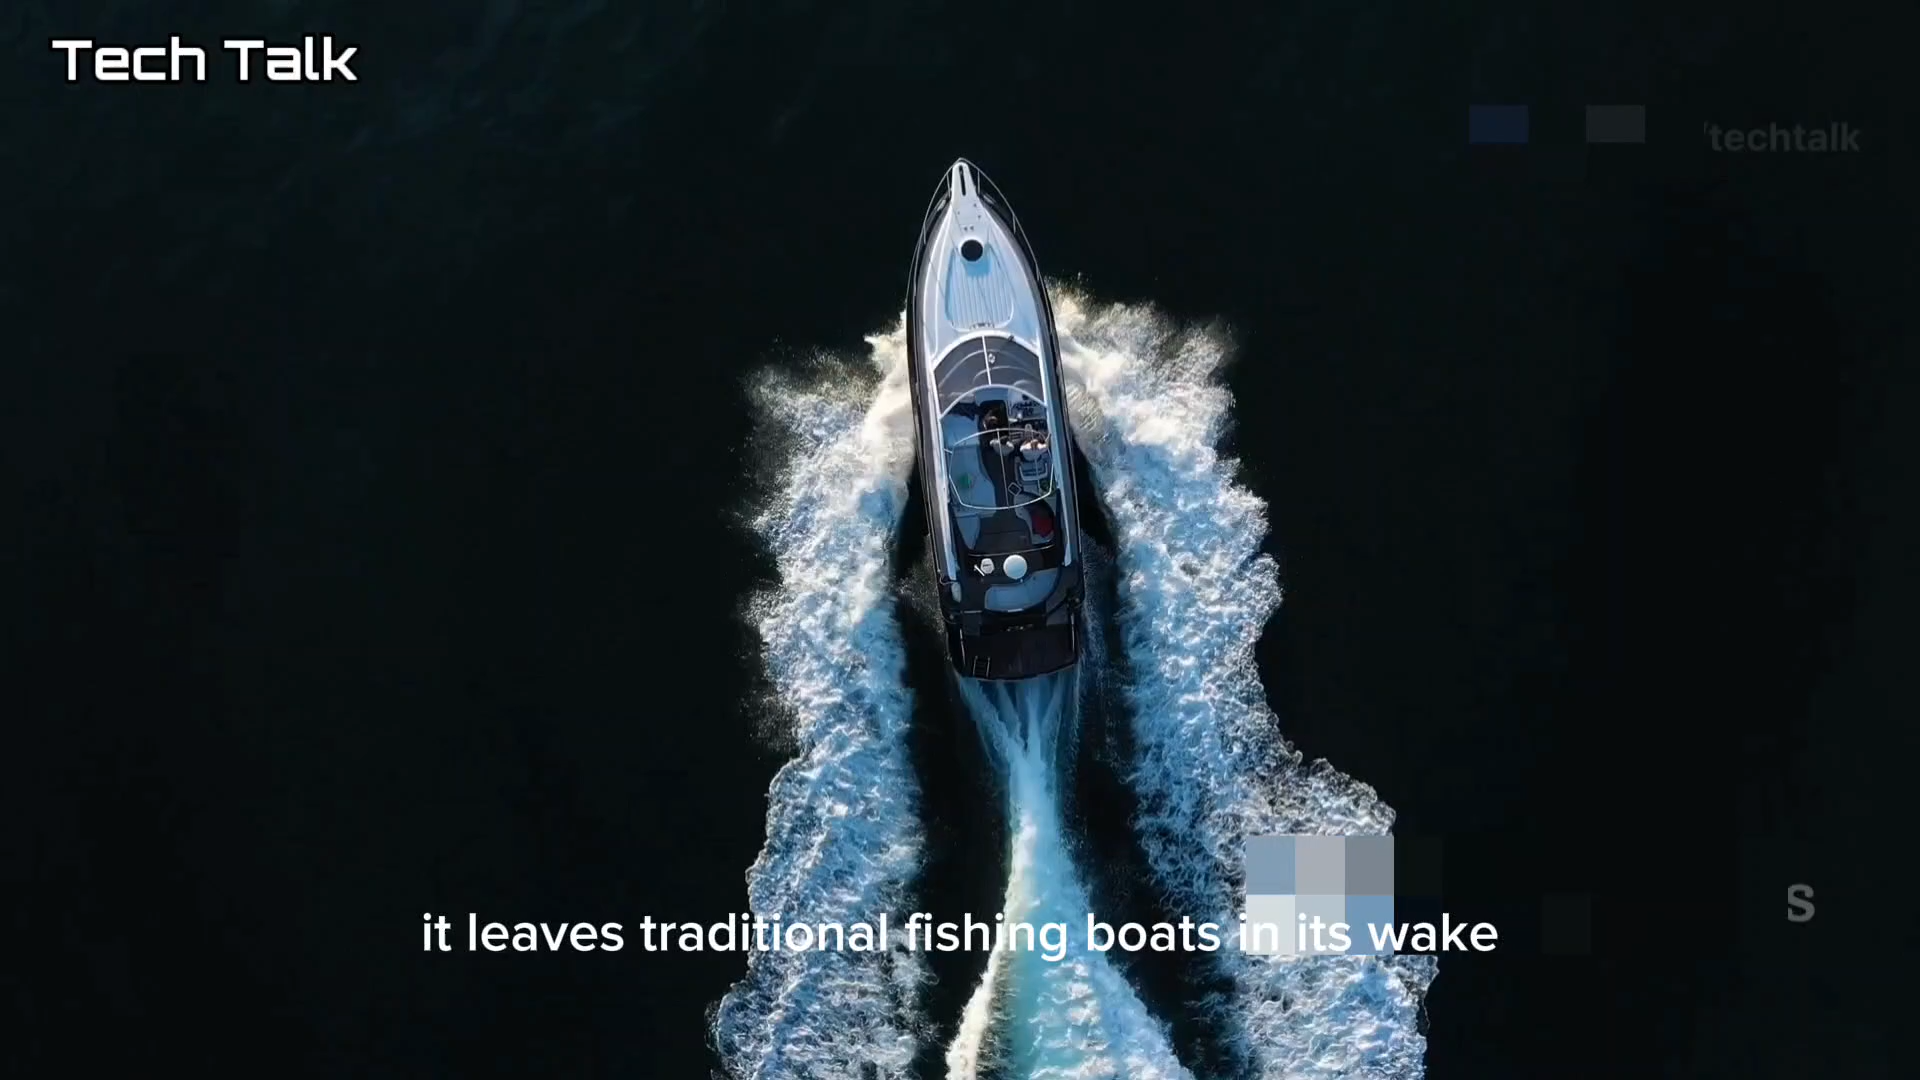 Tech Talk
/techtalk
S
it leaves traditional fishing boats in its wake